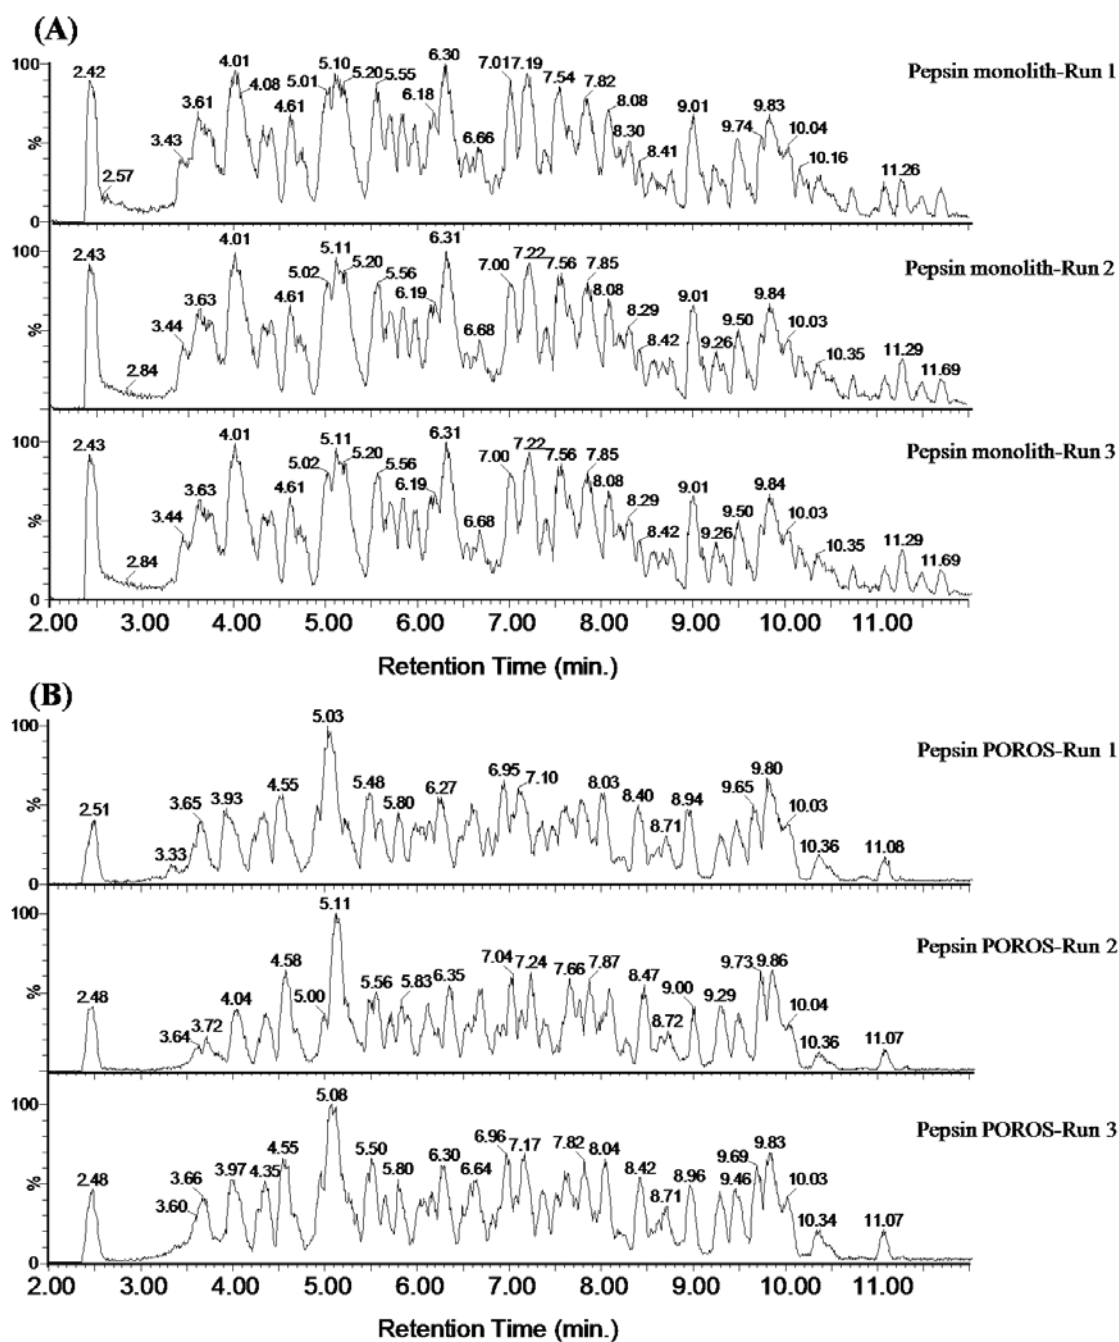 (A)
Pepsin monolith-Run 1
100
%
0
2.42 2.57 3.43 3.61 4.01 4.08 4.61 5.01 5.10 5.20 5.55 6.18 6.30 6.66 7.01 7.19 7.54 7.82 8.08 8.30 8.41 9.01 9.74 9.83 10.04 10.16 11.26
Pepsin monolith-Run 2
100
%
0
2.43 2.84 3.44 3.63 4.01 4.61 5.02 5.11 5.20 5.56 6.19 6.31 6.68 7.00 7.22 7.56 7.85 8.08 8.29 8.42 9.01 9.26 9.50 9.84 10.03 10.35 11.29 11.69
Pepsin monolith-Run 3
100
%
0
2.43 2.84 3.44 3.63 4.01 4.61 5.02 5.11 5.20 5.56 6.19 6.31 6.68 7.00 7.22 7.56 7.85 8.08 8.29 8.42 9.01 9.26 9.50 9.84 10.03 10.35 11.29 11.69
2.00 3.00 4.00 5.00 6.00 7.00 8.00 9.00 10.00 11.00
Retention Time (min.)
(B)
Pepsin POROS-Run 1
100
%
0
2.51 3.33 3.65 3.93 4.55 5.03 5.48 5.80 6.27 6.95 7.10 8.03 8.40 8.71 8.94 9.65 9.80 10.03 10.36 11.08
Pepsin POROS-Run 2
100
%
0
2.48 3.64 3.72 4.04 4.58 5.00 5.11 5.56 5.83 6.35 7.04 7.24 7.66 7.87 8.47 8.72 9.00 9.29 9.73 9.86 10.04 10.36 11.07
Pepsin POROS-Run 3
100
%
0
2.48 3.60 3.66 3.97 4.35 4.55 5.08 5.50 5.80 6.30 6.64 6.96 7.17 7.82 8.04 8.42 8.71 8.96 9.46 9.69 9.83 10.03 10.34 11.07
2.00 3.00 4.00 5.00 6.00 7.00 8.00 9.00 10.00 11.00
Retention Time (min.)